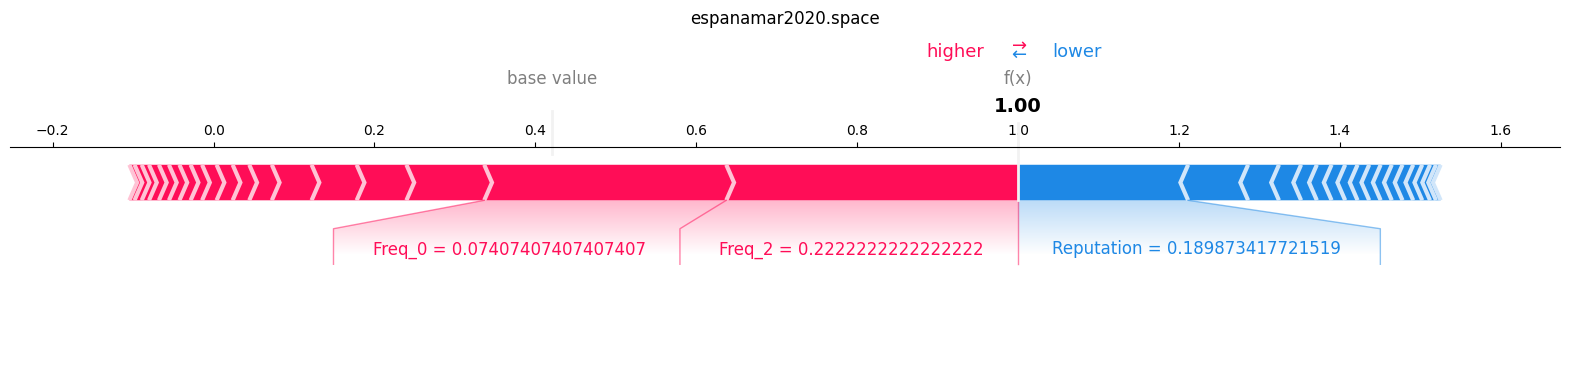 espanamar2020.space
higher ⇄ lower
base value f(x)
1.00
−0.2 0.0 0.2 0.4 0.6 0.8 1.0 1.2 1.4 1.6
Freq_0 = 0.07407407407407407 Freq_2 = 0.2222222222222222 Reputation = 0.189873417721519